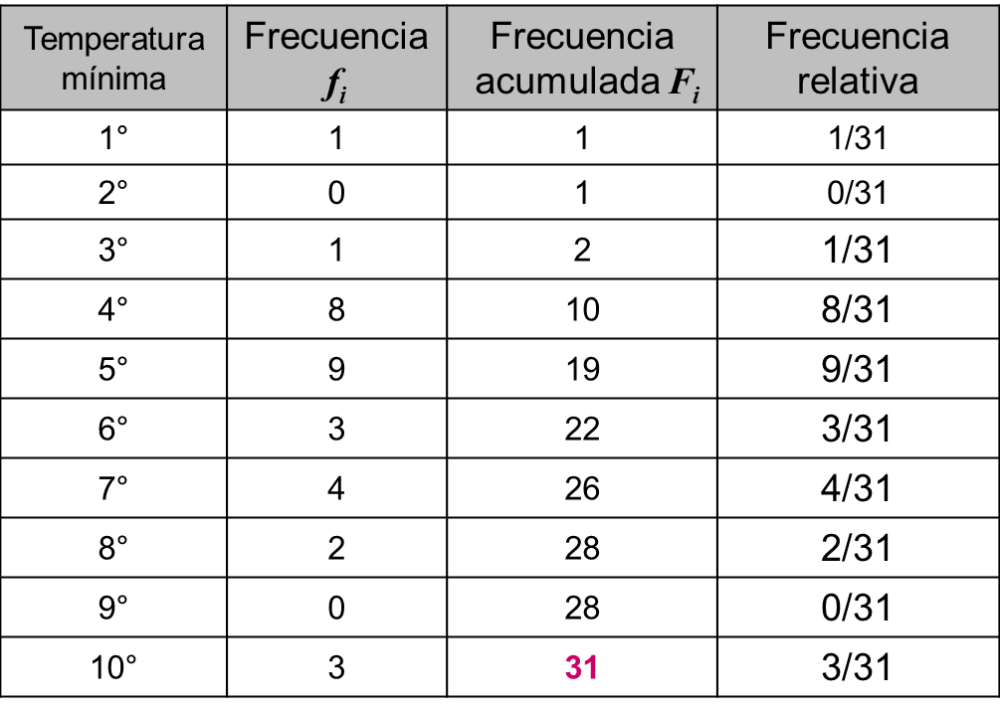 Temperatura mínima | Frecuencia fi | Frecuencia acumulada Fi | Frecuencia relativa
1° | 1 | 1 | 1/31
2° | 0 | 1 | 0/31
3° | 1 | 2 | 1/31
4° | 8 | 10 | 8/31
5° | 9 | 19 | 9/31
6° | 3 | 22 | 3/31
7° | 4 | 26 | 4/31
8° | 2 | 28 | 2/31
9° | 0 | 28 | 0/31
10° | 3 | 31 | 3/31